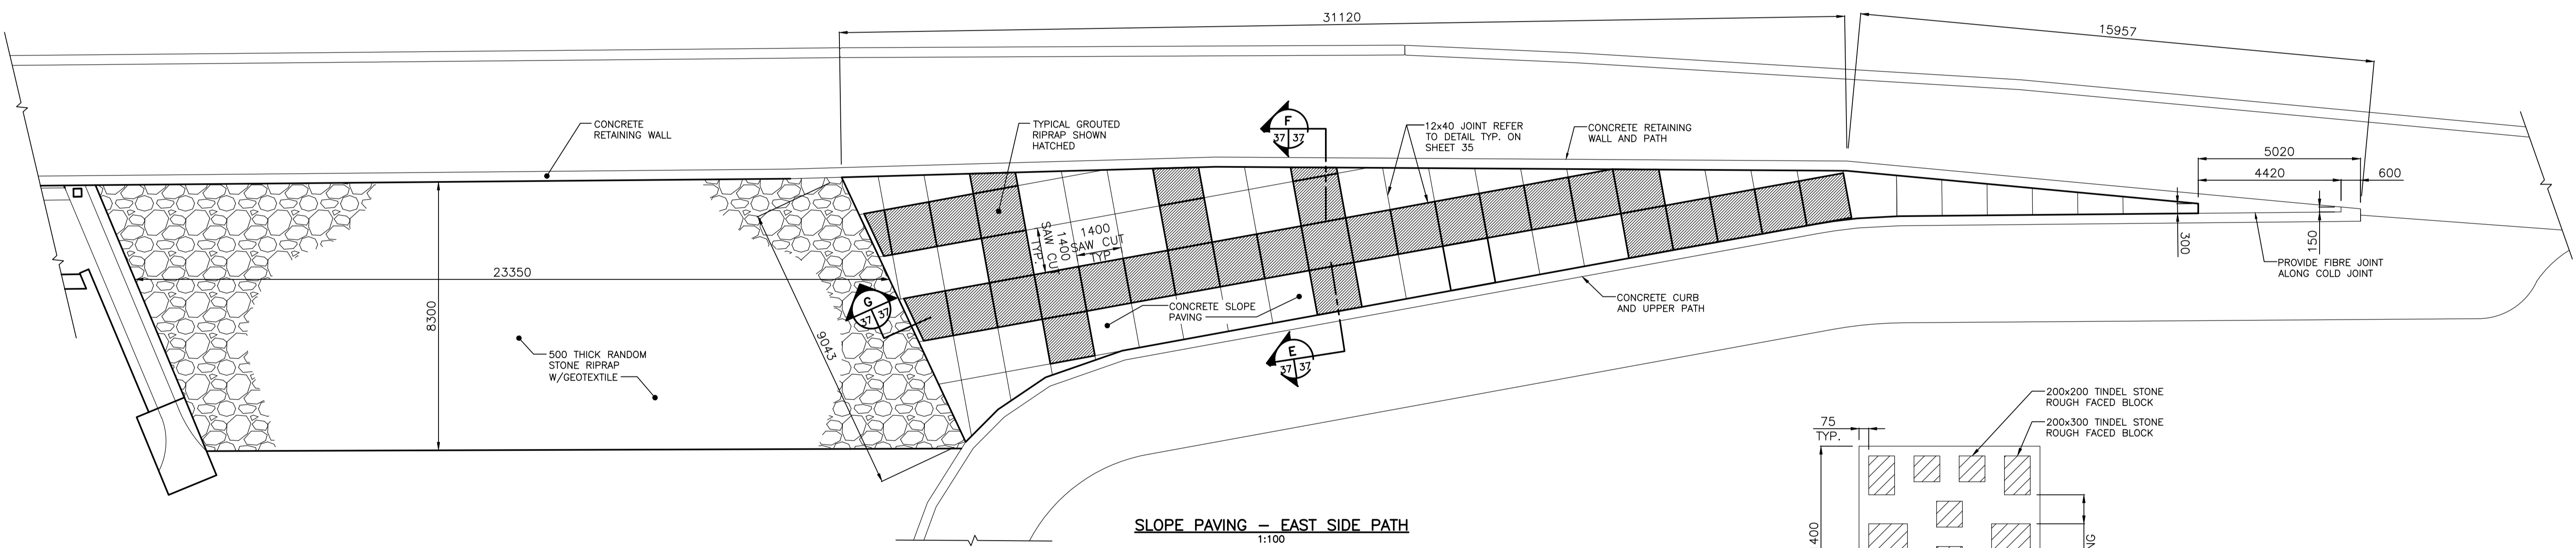 31120
15957
CONCRETE
RETAINING WALL
TYPICAL GROUTED
RIPRAP SHOWN
HATCHED
F
37 37
12x40 JOINT REFER
TO DETAIL TYP. ON
SHEET 35
CONCRETE RETAINING
WALL AND PATH
5020
4420
600
300
150
PROVIDE FIBRE JOINT
ALONG COLD JOINT
1400
SAW CUT
TYP.
1400
SAW CUT
TYP
23350
8300
9043
G
37 37
CONCRETE SLOPE
PAVING
CONCRETE CURB
AND UPPER PATH
E
37 37
500 THICK RANDOM
STONE RIPRAP
W/GEOTEXTILE
SLOPE PAVING – EAST SIDE PATH
1:100
200x200 TINDEL STONE
ROUGH FACED BLOCK
200x300 TINDEL STONE
ROUGH FACED BLOCK
75
TYP.
400
NG